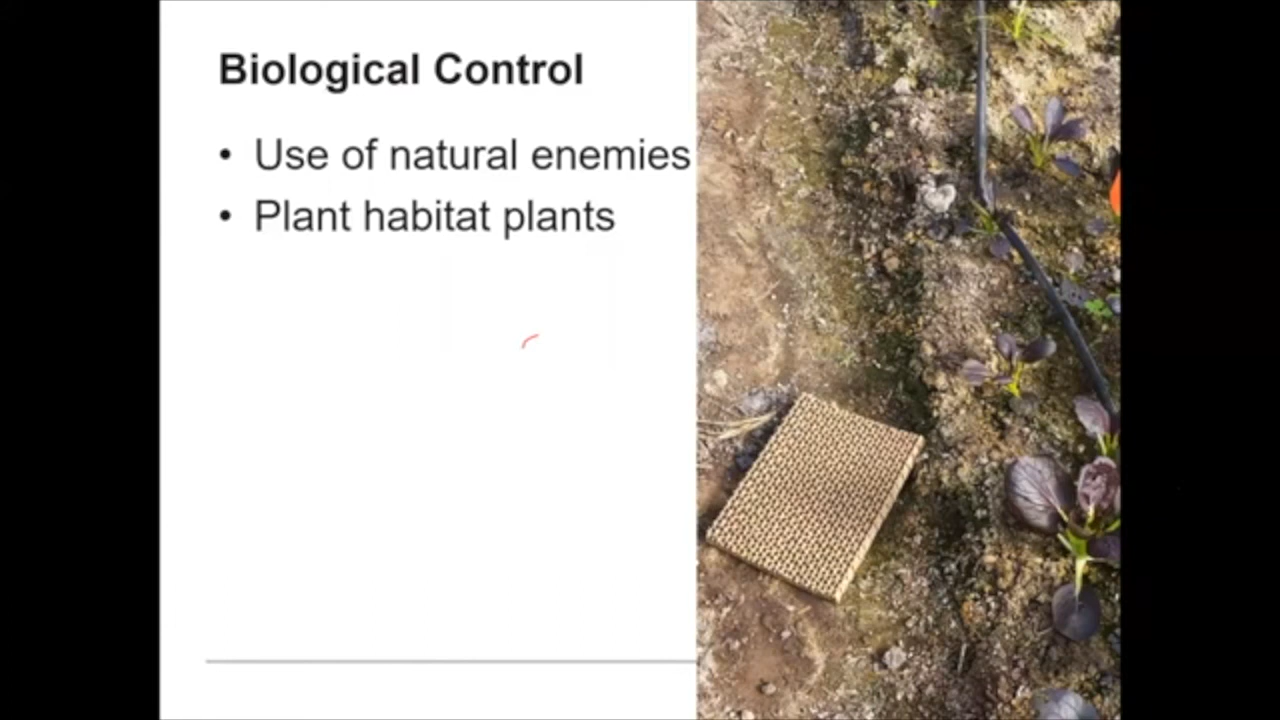 Biological Control
• Use of natural enemies
• Plant habitat plants